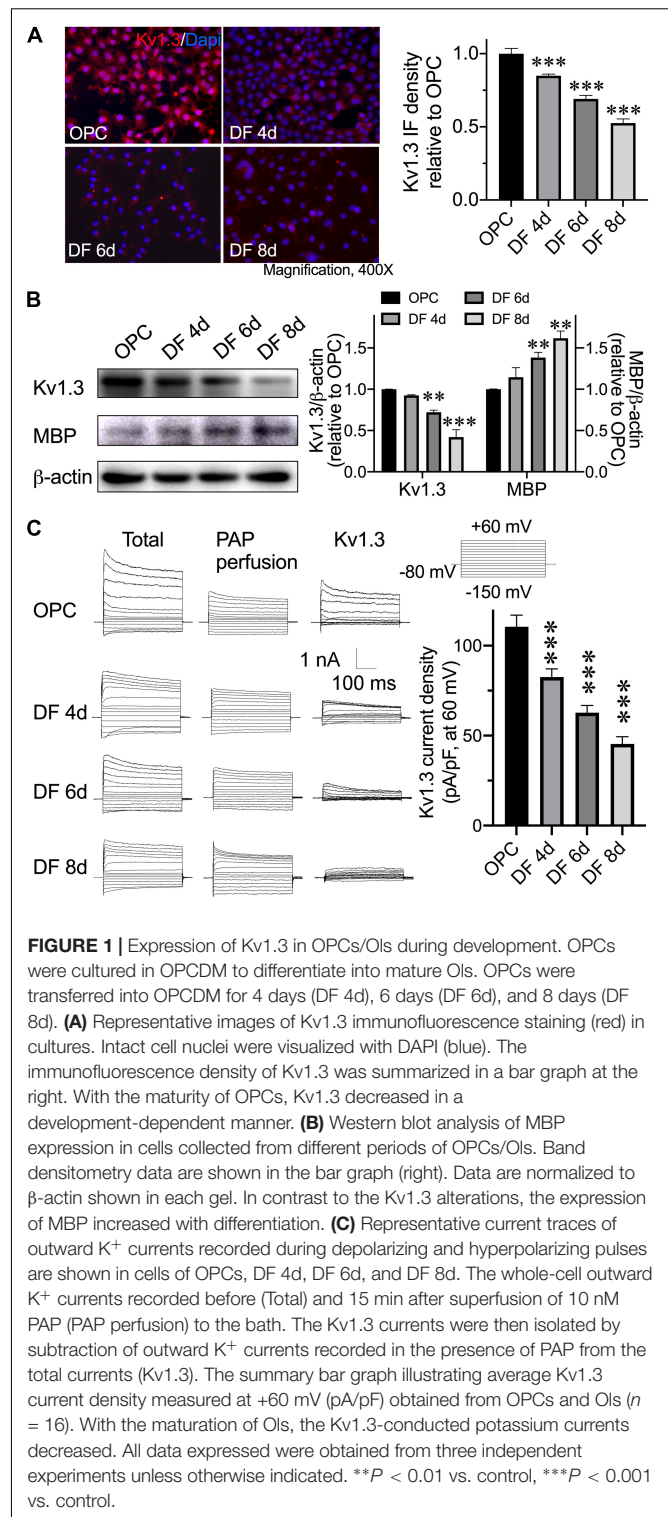 A
Kv1.3/Dapi
OPC
DF 4d
DF 6d
DF 8d
Magnification, 400X
Kv1.3 IF density
relative to OPC
1.0
0.5
0.0
***
***
***
OPC
DF 4d
DF 6d
DF 8d
B
OPC
DF 4d
DF 6d
DF 8d
Kv1.3
MBP
β-actin
OPC
DF 6d
DF 4d
DF 8d
Kv1.3/β-actin
(relative to OPC)
1.5
1.0
0.5
0.0
**
***
**
**
1.5
1.0
0.5
0.0
MBP/β-actin
(relative to OPC)
Kv1.3
MBP
C
Total
PAP
perfusion
Kv1.3
OPC
DF 4d
DF 6d
DF 8d
1 nA
100 ms
+60 mV
-80 mV
-150 mV
Kv1.3 current density
(pA/pF, at 60 mV)
100
50
0
***
***
***
OPC
DF 4d
DF 6d
DF 8d
FIGURE 1 | Expression of Kv1.3 in OPCs/Ols during development. OPCs
were cultured in OPCDM to differentiate into mature Ols. OPCs were
transferred into OPCDM for 4 days (DF 4d), 6 days (DF 6d), and 8 days (DF
8d). (A) Representative images of Kv1.3 immunofluorescence staining (red) in
cultures. Intact cell nuclei were visualized with DAPI (blue). The
immunofluorescence density of Kv1.3 was summarized in a bar graph at the
right. With the maturity of OPCs, Kv1.3 decreased in a
development-dependent manner. (B) Western blot analysis of MBP
expression in cells collected from different periods of OPCs/Ols. Band
densitometry data are shown in the bar graph (right). Data are normalized to
β-actin shown in each gel. In contrast to the Kv1.3 alterations, the expression
of MBP increased with differentiation. (C) Representative current traces of
outward K+ currents recorded during depolarizing and hyperpolarizing pulses
are shown in cells of OPCs, DF 4d, DF 6d, and DF 8d. The whole-cell outward
K+ currents recorded before (Total) and 15 min after superfusion of 10 nM
PAP (PAP perfusion) to the bath. The Kv1.3 currents were then isolated by
subtraction of outward K+ currents recorded in the presence of PAP from the
total currents (Kv1.3). The summary bar graph illustrating average Kv1.3
current density measured at +60 mV (pA/pF) obtained from OPCs and Ols (n
= 16). With the maturation of Ols, the Kv1.3-conducted potassium currents
decreased. All data expressed were obtained from three independent
experiments unless otherwise indicated. **P < 0.01 vs. control, ***P < 0.001
vs. control.